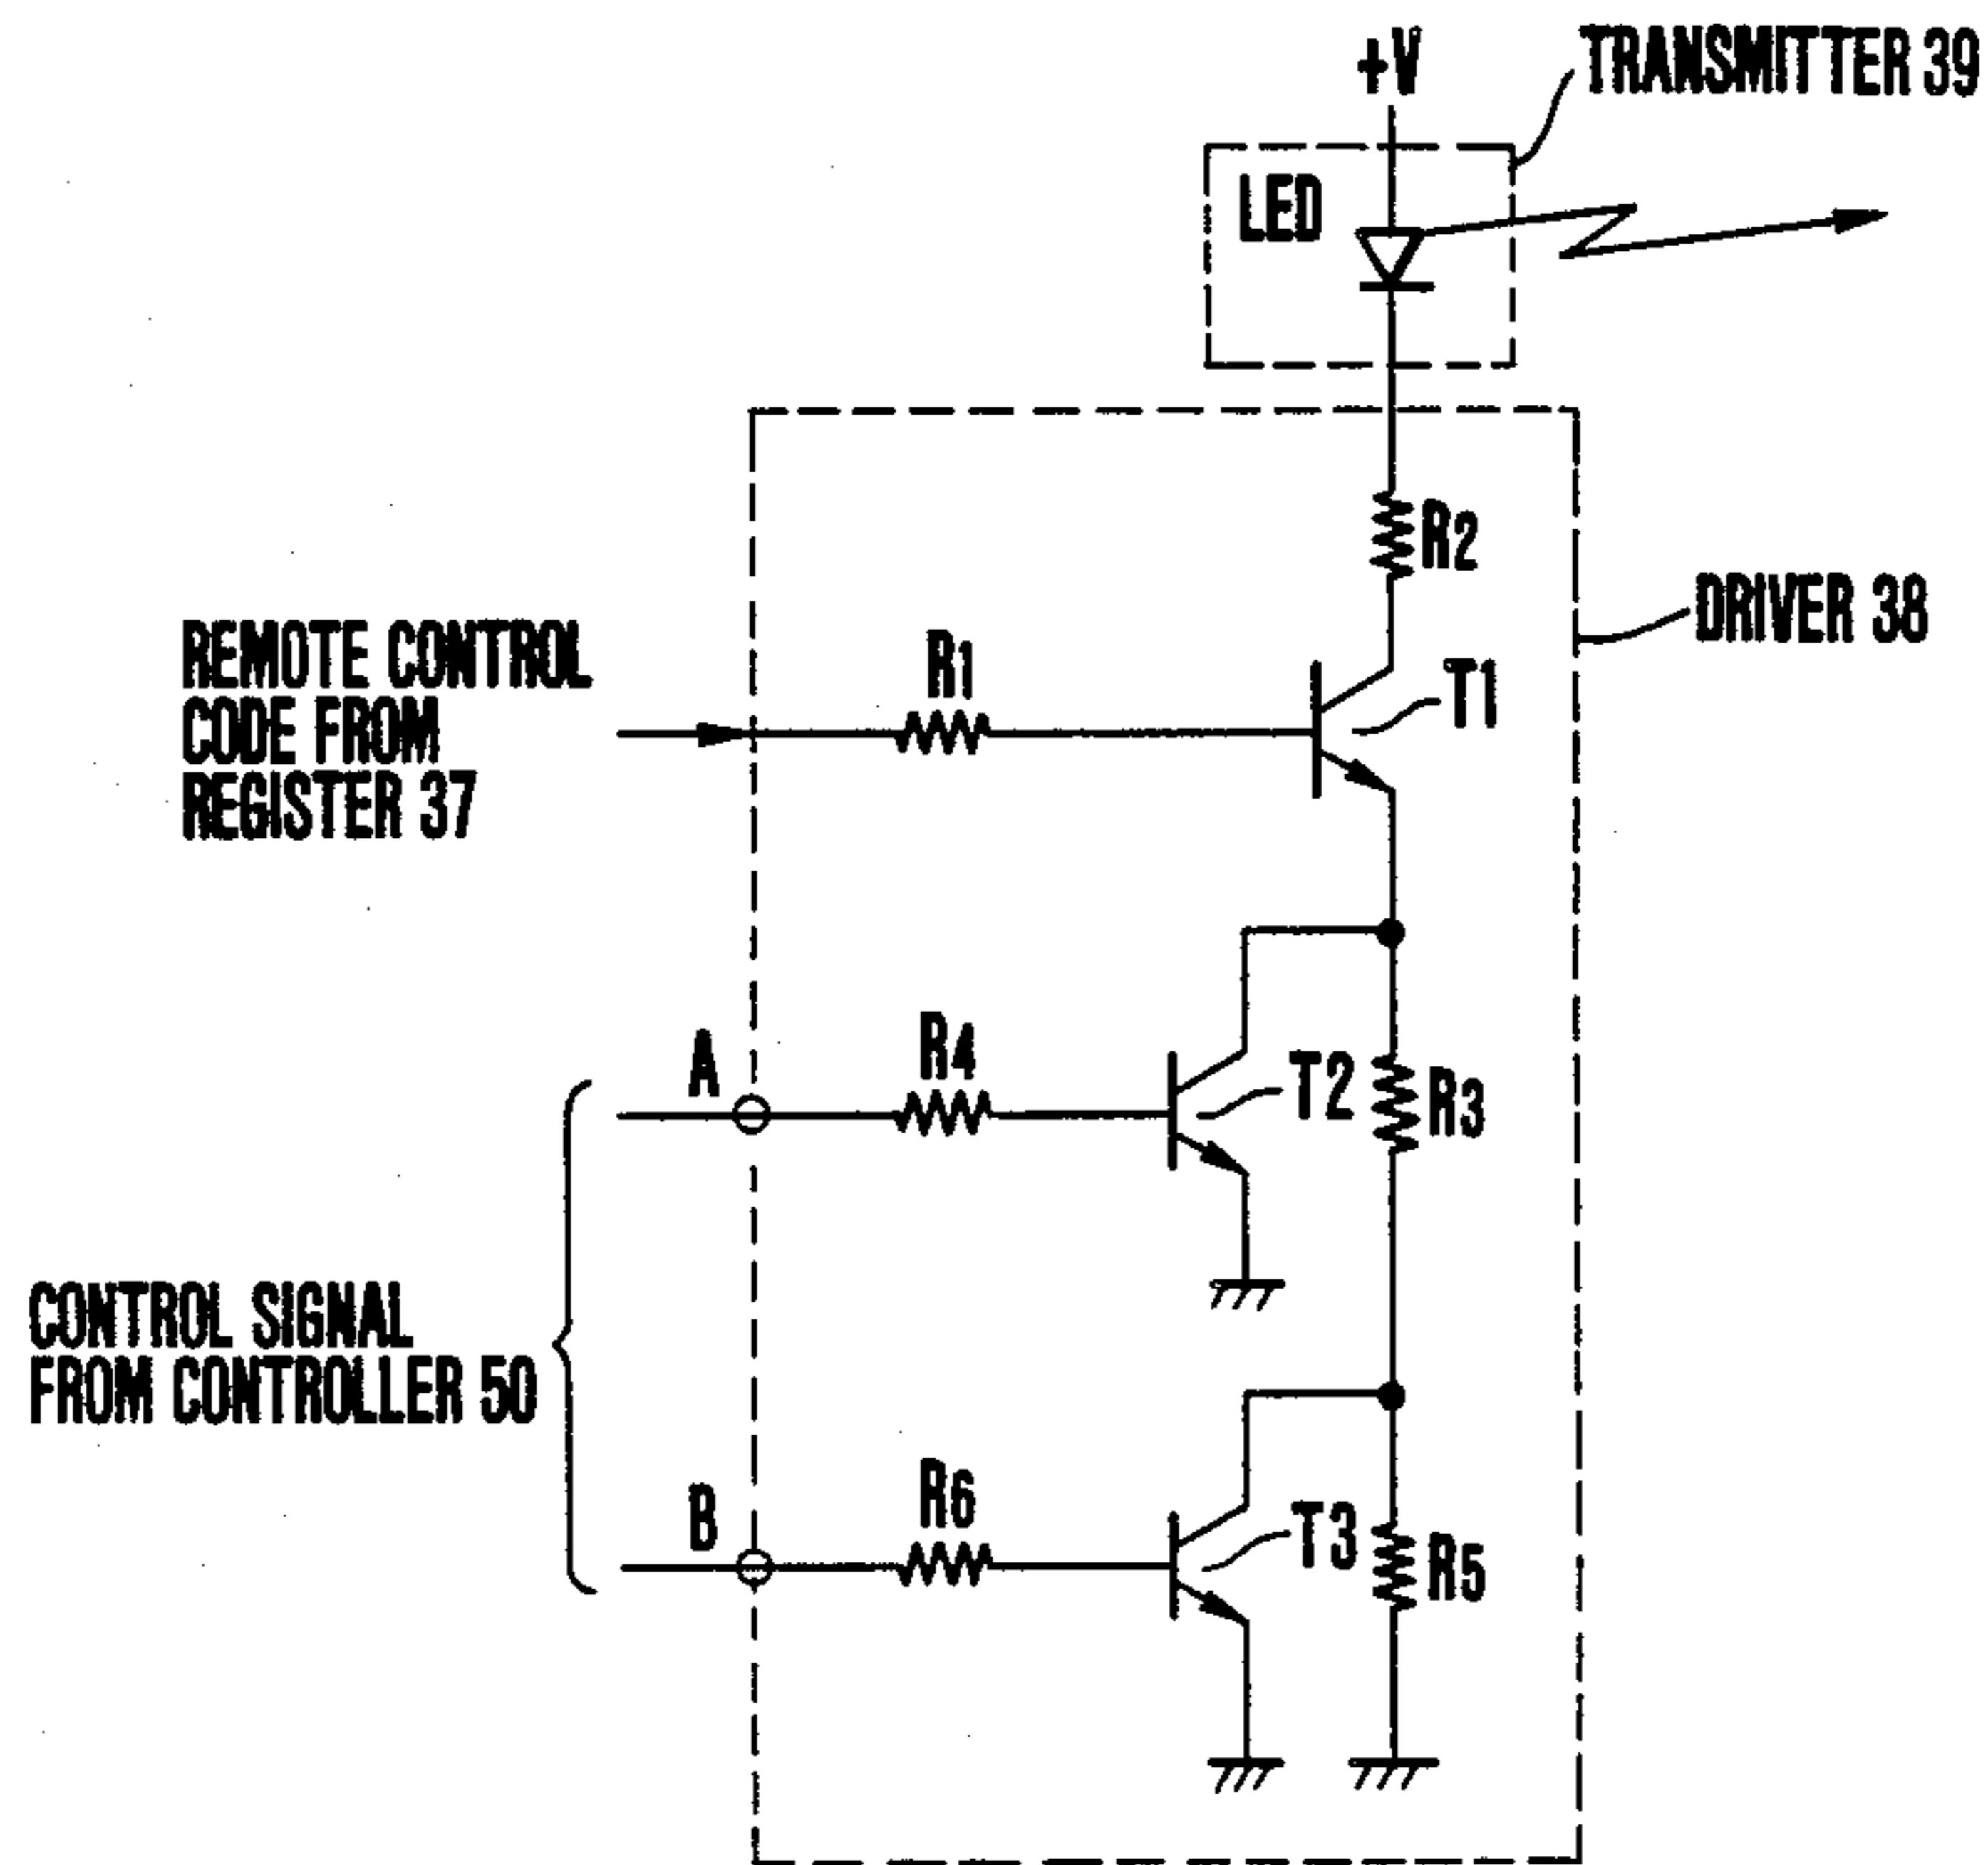 +V
TRANSMITTER 39
LED
R2
DRIVER 38
REMOTE CONTROL
CODE FROM
REGISTER 37
R1
T1
A
R4
T2
R3
CONTROL SIGNAL
FROM CONTROLLER 50
B
R6
T3
R5